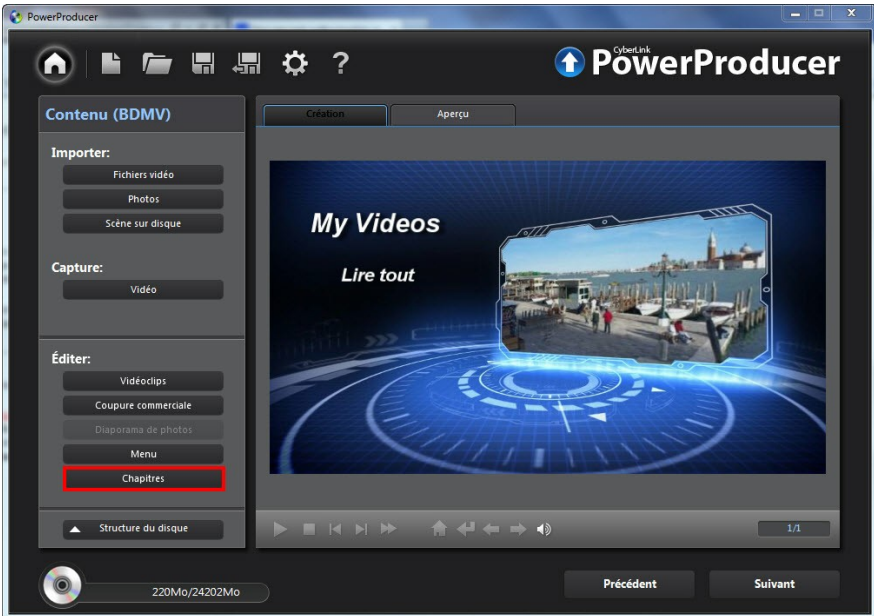 PowerProducer
CyberLink
PowerProducer
Contenu (BDMV)
Création
Aperçu
Importer:
Fichiers vidéo
Photos
Scène sur disque
Capture:
Vidéo
Éditer:
Vidéoclips
Coupure commerciale
Diaporama de photos
Menu
Chapitres
Structure du disque
My Videos
Lire tout
1/1
220Mo/24202Mo
Précédent
Suivant